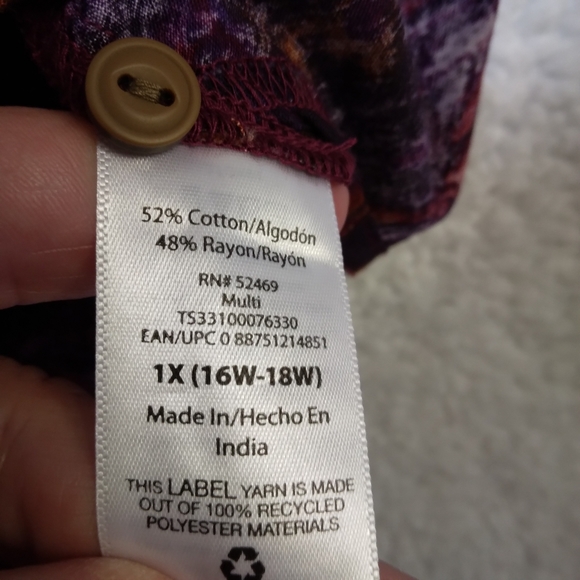 52% Cotton/Algodón
48% Rayon/Rayón
RN# 52469
Multi
TS33100076330
EAN/UPC 0 88751214851
1X (16W-18W)
Made In/Hecho En
India
THIS LABEL YARN IS MADE
OUT OF 100% RECYCLED
POLYESTER MATERIALS